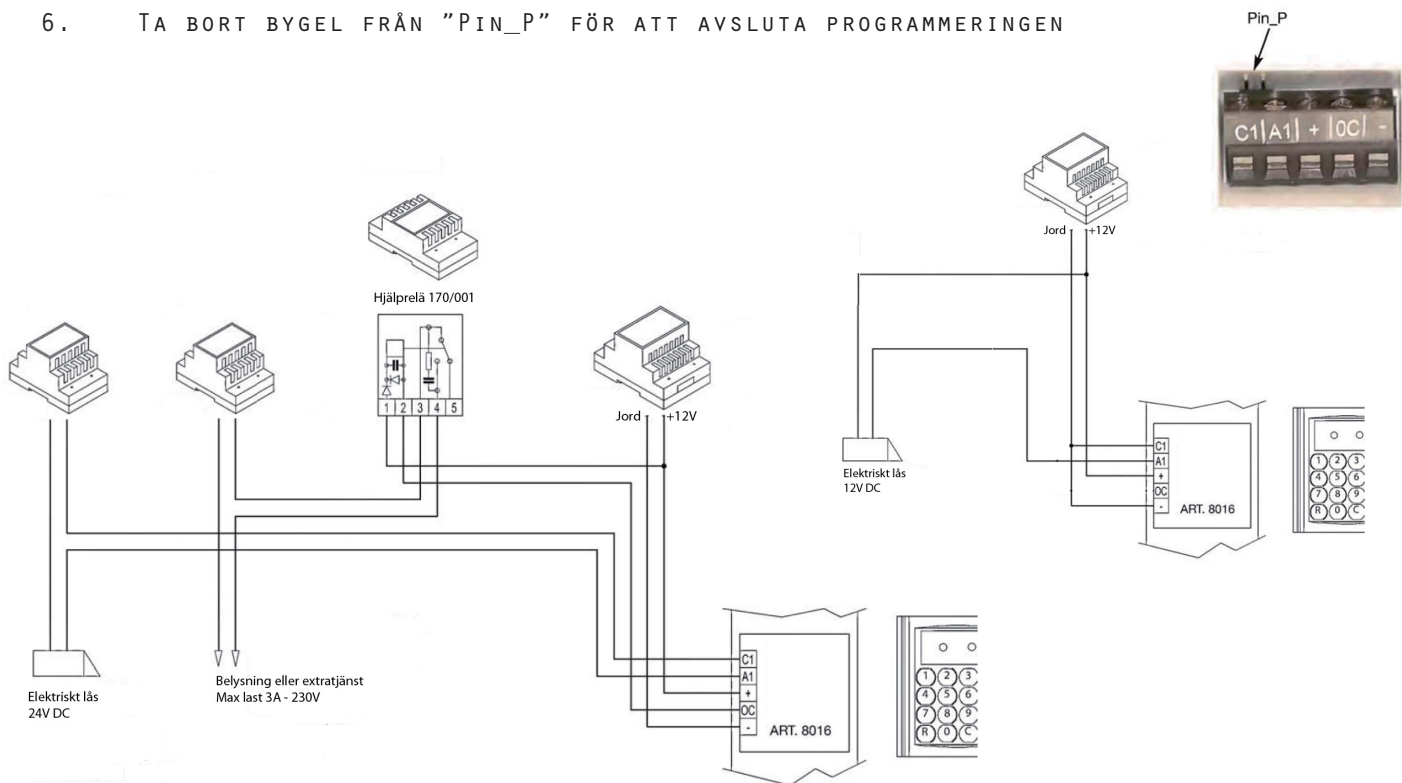 6. TA BORT BYGEL FRÅN ”PIN_P” FÖR ATT AVSLUTA PROGRAMMERINGEN
Pin_P
C1 A1 + OC -
Jord +12V
Hjälprelä 170/001
1 2 3 4 5
Jord +12V
Elektriskt lås
12V DC
C1
A1
+
OC
-
ART. 8016
1 2 3
4 5 6
7 8 9
R 0 C
Elektriskt lås
24V DC
Belysning eller extratjänst
Max last 3A - 230V
C1
A1
+
OC
-
ART. 8016
1 2 3
4 5 6
7 8 9
R 0 C